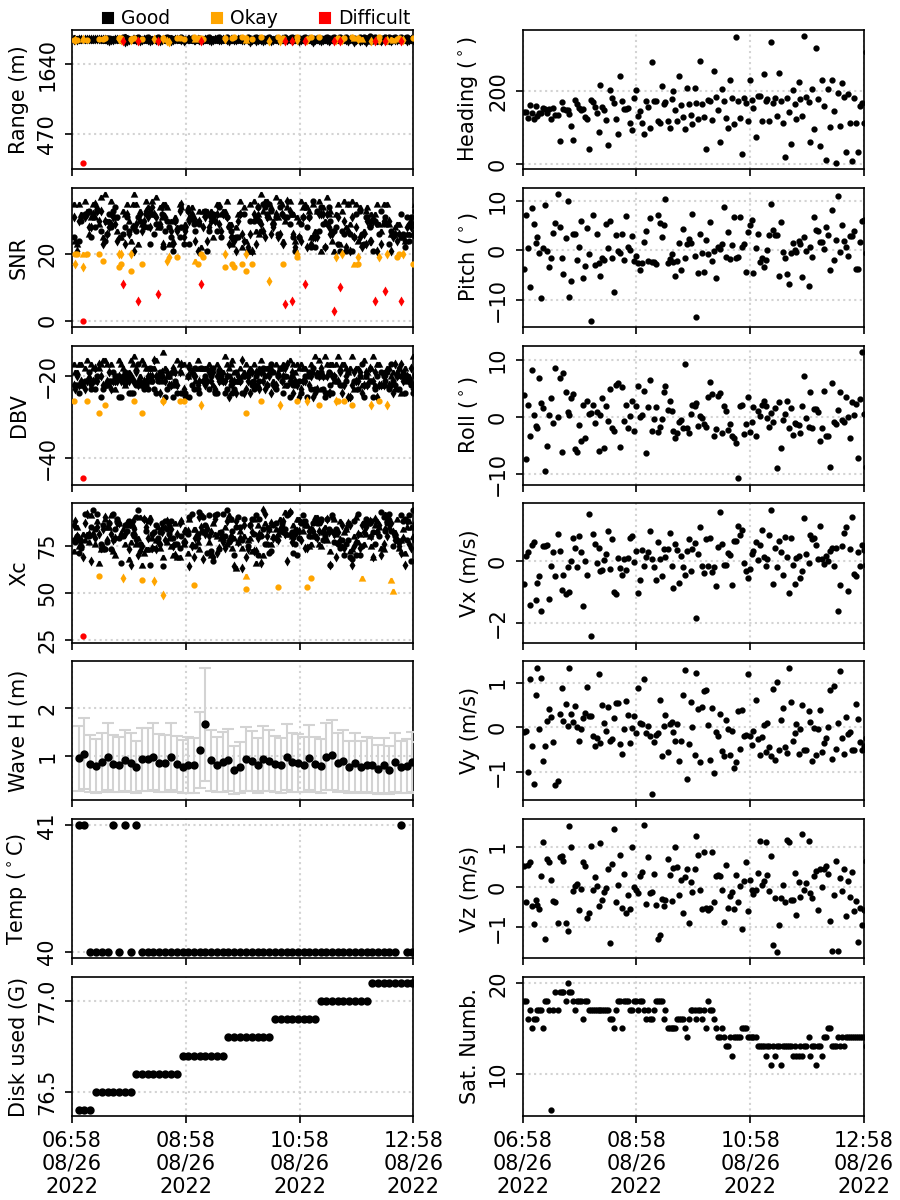 Good Okay Difficult
Range (m)
1640
470
Heading (°)
200
0
SNR
20
0
Pitch (°)
10
0
−10
DBV
−20
−40
Roll (°)
10
0
−10
Xc
75
50
25
Vx (m/s)
0
−2
Wave H (m)
2
1
Vy (m/s)
1
0
−1
Temp (°C)
41
40
Vz (m/s)
1
0
−1
Disk used (G)
77.0
76.5
Sat. Numb.
20
10
06:58 08:58 10:58 12:58
08/26 08/26 08/26 08/26
2022 2022 2022 2022
06:58 08:58 10:58 12:58
08/26 08/26 08/26 08/26
2022 2022 2022 2022